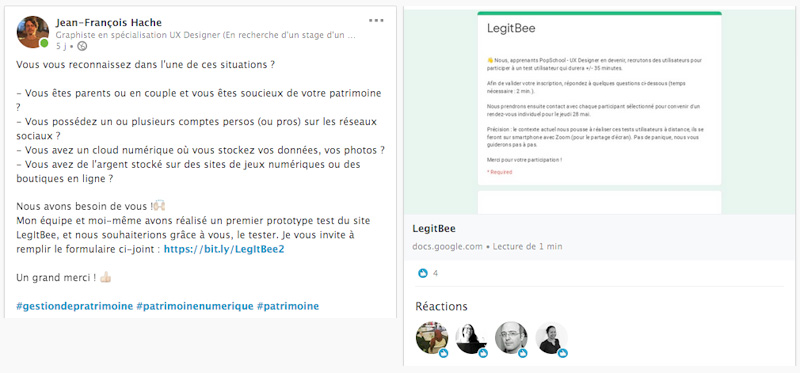 Jean-François Hache
Graphiste en spécialisation UX Designer (En recherche d'un stage d'un ...
5 j •
Vous vous reconnaissez dans l'une de ces situations ?
- Vous êtes parents ou en couple et vous êtes soucieux de votre patrimoine
?
- Vous possédez un ou plusieurs comptes persos (ou pros) sur les réseaux
sociaux ?
- Vous avez un cloud numérique où vous stockez vos données, vos photos ?
- Vous avez de l'argent stocké sur des sites de jeux numériques ou des
boutiques en ligne ?
Nous avons besoin de vous !
Mon équipe et moi-même avons réalisé un premier prototype test du site
LegItBee, et nous souhaiterions grâce à vous, le tester. Je vous invite à
remplir le formulaire ci-joint : https://bit.ly/LegItBee2
Un grand merci ! 👍🏻
#gestiondepratrimoine #patrimoinenumerique #patrimoine
LegitBee
👋 Nous, apprenants PopSchool - UX Designer en devenir, recrutons des utilisateurs pour
participer à un test utilisateur qui durera +/- 35 minutes.
Afin de valider votre inscription, répondez à quelques questions ci-dessous (temps
nécessaire : 2 min.).
Nous prendrons ensuite contact avec chaque participant sélectionné pour convenir d'un
rendez-vous individuel pour le jeudi 28 mai.
Précision : le contexte actuel nous pousse à réaliser ces tests utilisateurs à distance, ils se
feront sur smartphone avec Zoom (pour le partage d'écran). Pas de panique, nous vous
guiderons pas à pas.
Merci pour votre participation !
* Required
LegitBee
docs.google.com • Lecture de 1 min
4
Réactions